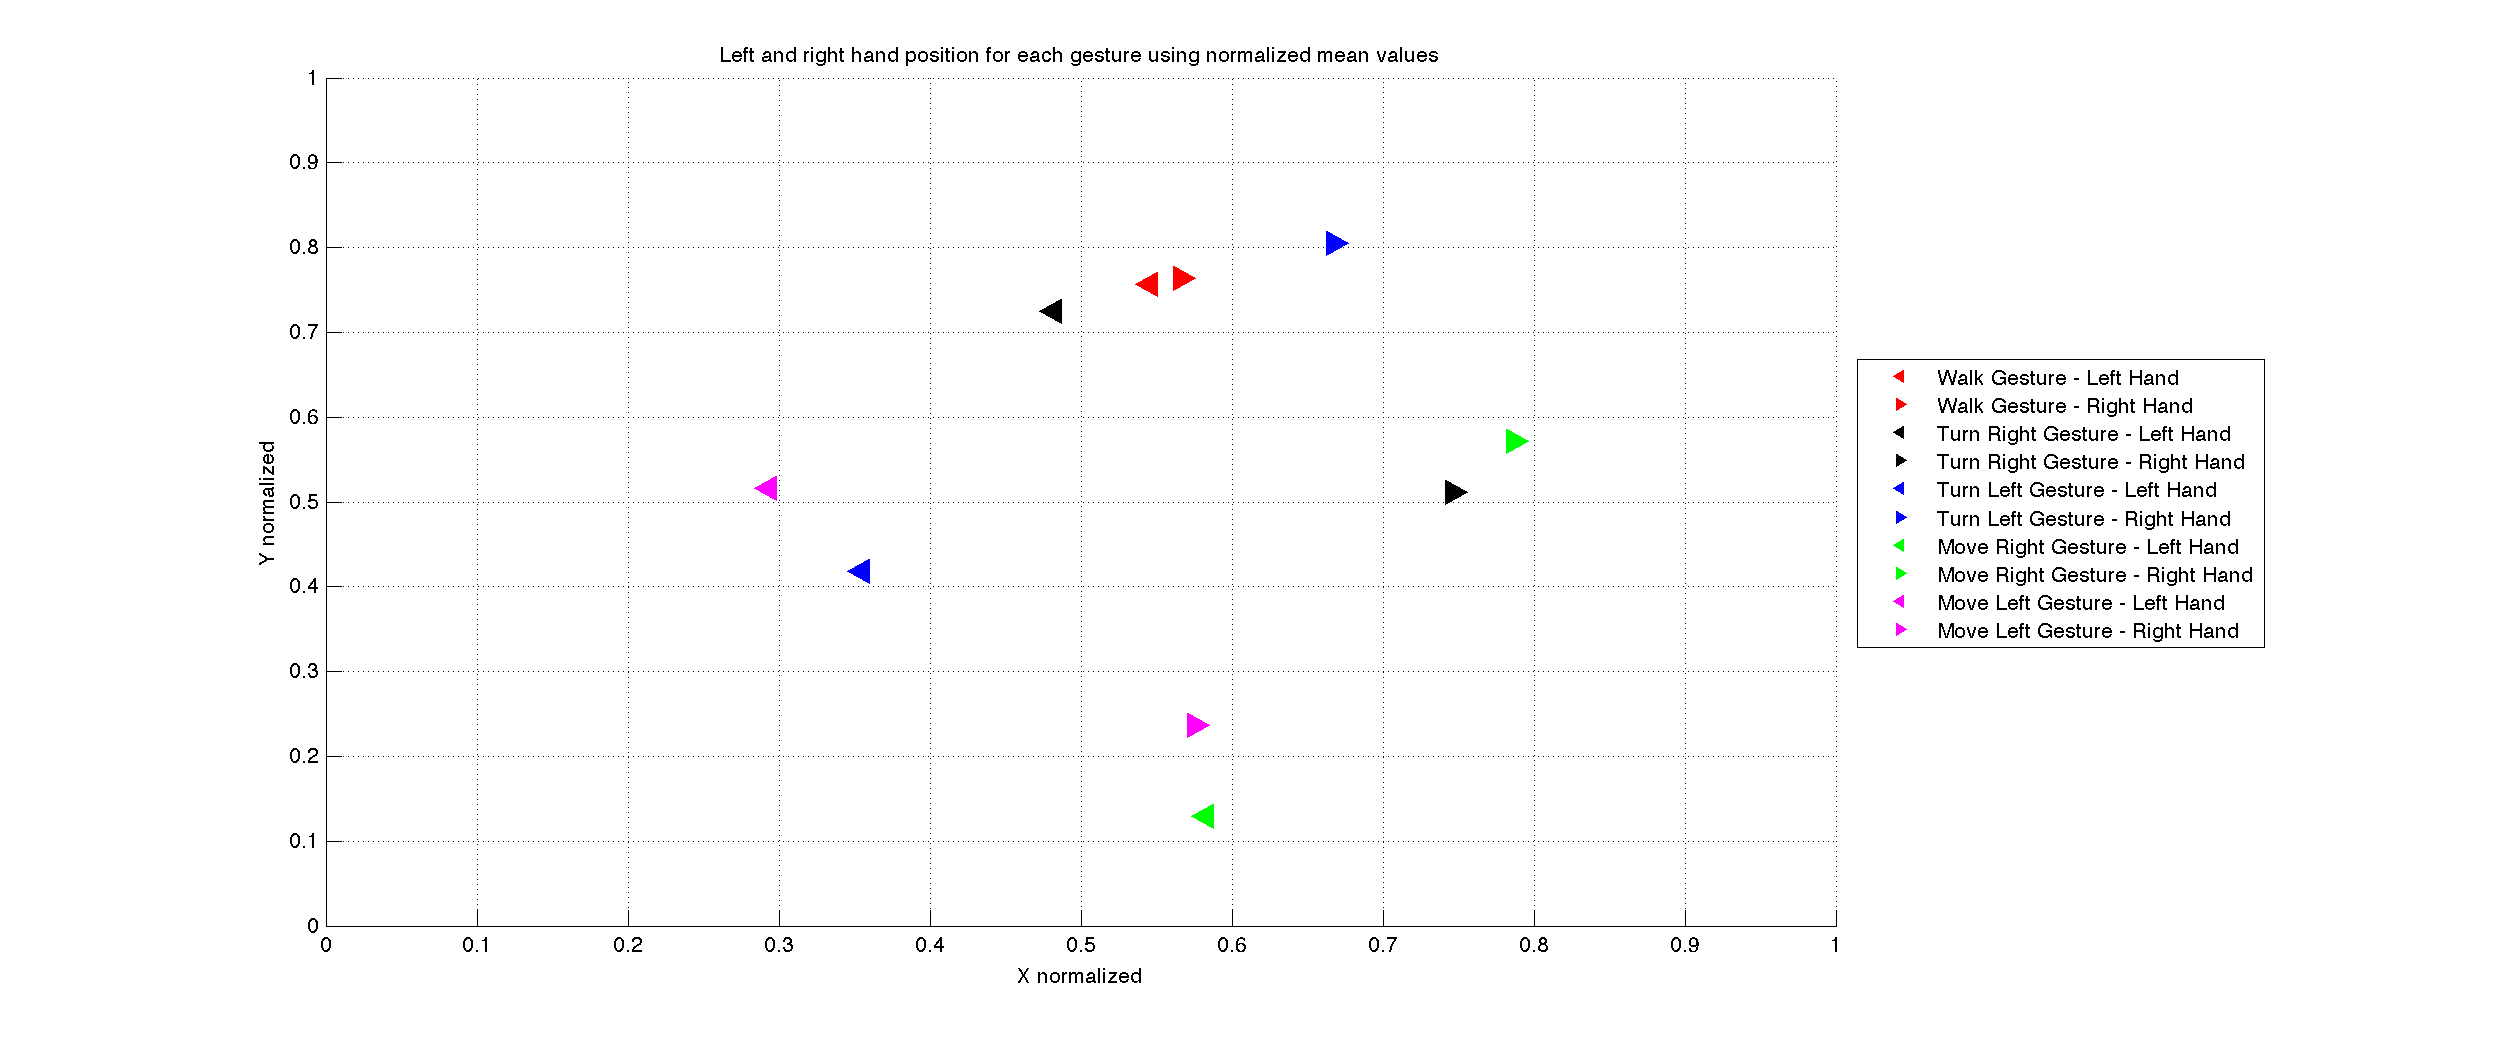 Left and right hand position for each gesture using normalized mean values
1
0.9
0.8
0.7
0.6
0.5
0.4
0.3
0.2
0.1
0
Y normalized
0 0.1 0.2 0.3 0.4 0.5 0.6 0.7 0.8 0.9 1
X normalized
Walk Gesture - Left Hand
Walk Gesture - Right Hand
Turn Right Gesture - Left Hand
Turn Right Gesture - Right Hand
Turn Left Gesture - Left Hand
Turn Left Gesture - Right Hand
Move Right Gesture - Left Hand
Move Right Gesture - Right Hand
Move Left Gesture - Left Hand
Move Left Gesture - Right Hand